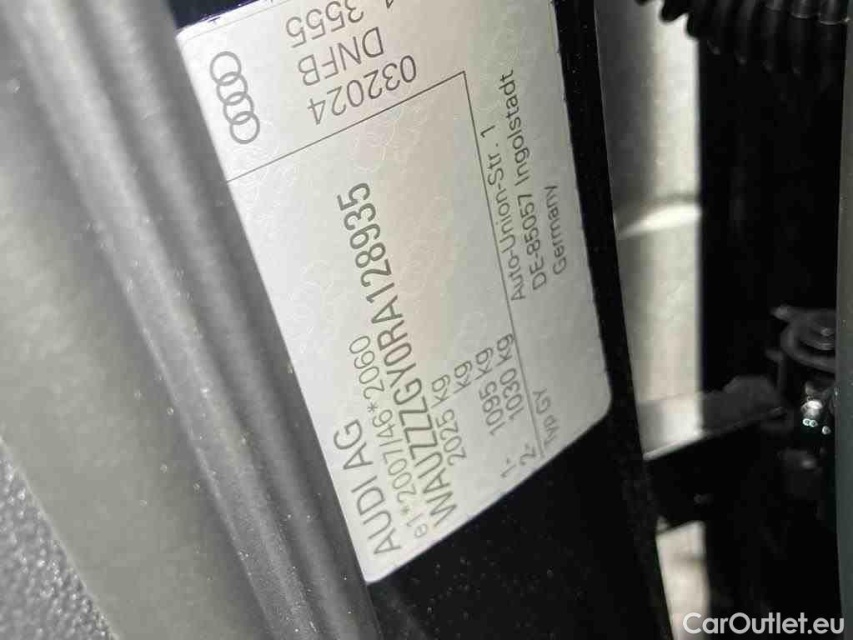 AUDI AG
e1*2007/46*2060
WAUZZZGY0RA128935
2025 kg
kg
1- 1095 kg
2- 1030 kg
Typ GY
Auto-Union-Str. 1
DE-85057 Ingolstadt
Germany
032024
DNFB
3555
CarOutlet.eu